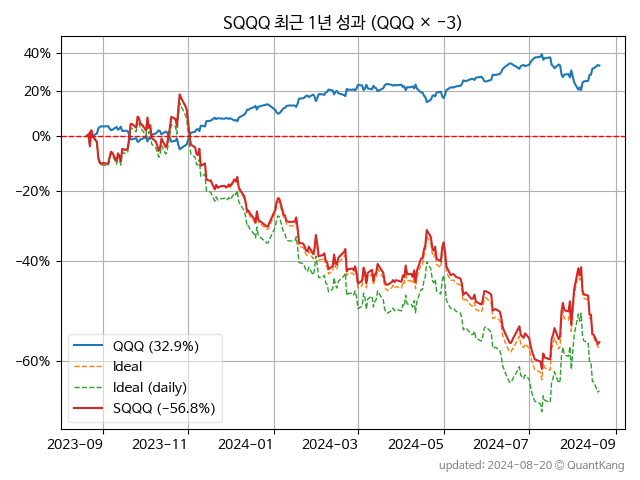 SQQQ 최근 1년 성과 (QQQ × −3)
40%
20%
0%
−20%
−40%
−60%
QQQ (32.9%)
Ideal
Ideal (daily)
SQQQ (−56.8%)
2023-09 2023-11 2024-01 2024-03 2024-05 2024-07 2024-09
updated: 2024-08-20 © QuantKang